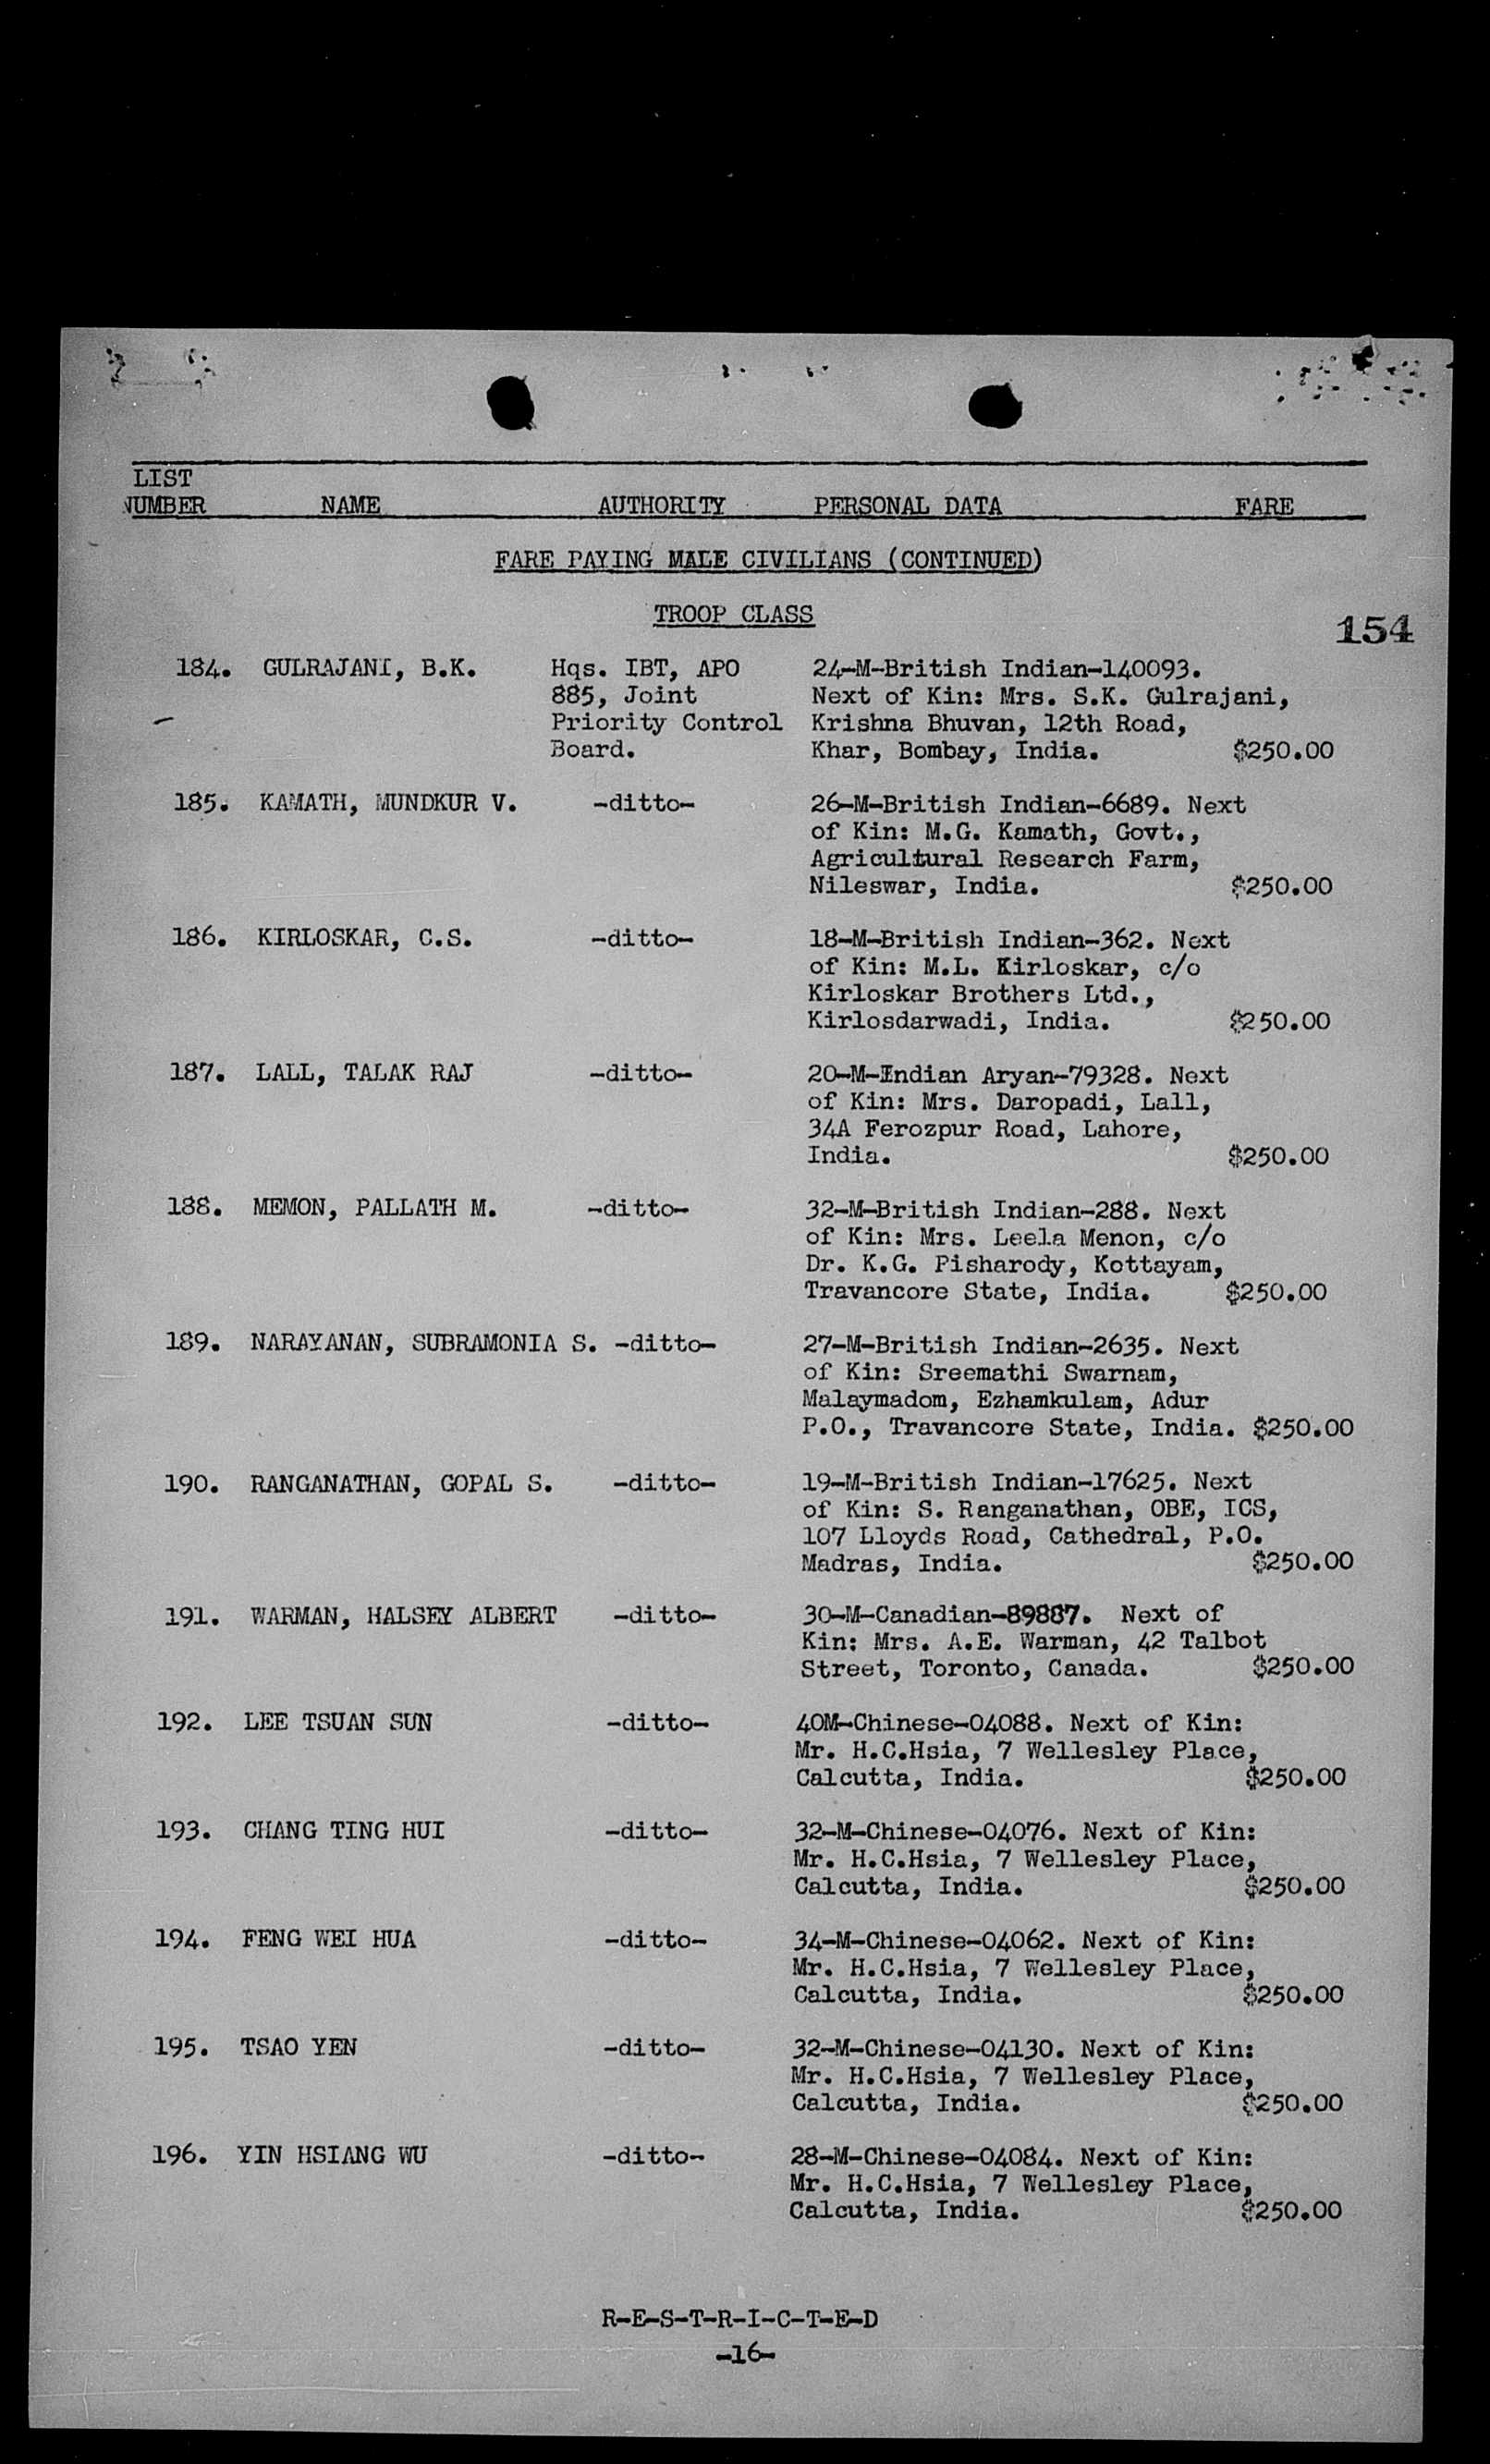 LIST
NUMBER NAME AUTHORITY PERSONAL DATA FARE
FARE PAYING MALE CIVILIANS (CONTINUED)
TROOP CLASS
154
184. GULRAJANI, B.K. Hqs. IBT, APO 24-M-British Indian-140093.
885, Joint Next of Kin: Mrs. S.K. Gulrajani,
Priority Control Krishna Bhuvan, 12th Road,
Board. Khar, Bombay, India. $250.00
185. KAMATH, MUNDKUR V. -ditto- 26-M-British Indian-6689. Next
of Kin: M.G. Kamath, Govt.,
Agricultural Research Farm,
Nileswar, India. $250.00
186. KIRLOSKAR, C.S. -ditto- 18-M-British Indian-362. Next
of Kin: M.L. Kirloskar, c/o
Kirloskar Brothers Ltd.,
Kirlosdarwadi, India. $250.00
187. LALL, TALAK RAJ -ditto- 20-M-Indian Aryan-79328. Next
of Kin: Mrs. Daropadi, Lall,
34A Ferozpur Road, Lahore,
India. $250.00
188. MEMON, PALLATH M. -ditto- 32-M-British Indian-288. Next
of Kin: Mrs. Leela Menon, c/o
Dr. K.G. Pisharody, Kottayam,
Travancore State, India. $250.00
189. NARAYANAN, SUBRAMONIA S. -ditto- 27-M-British Indian-2635. Next
of Kin: Sreemathi Swarnam,
Malaymadom, Ezhamkulam, Adur
P.O., Travancore State, India. $250.00
190. RANGANATHAN, GOPAL S. -ditto- 19-M-British Indian-17625. Next
of Kin: S. Ranganathan, OBE, ICS,
107 Lloyds Road, Cathedral, P.O.
Madras, India. $250.00
191. WARMAN, HALSEY ALBERT -ditto- 30-M-Canadian-89887. Next of
Kin: Mrs. A.E. Warman, 42 Talbot
Street, Toronto, Canada. $250.00
192. LEE TSUAN SUN -ditto- 40M-Chinese-04088. Next of Kin:
Mr. H.C.Hsia, 7 Wellesley Place,
Calcutta, India. $250.00
193. CHANG TING HUI -ditto- 32-M-Chinese-04076. Next of Kin:
Mr. H.C.Hsia, 7 Wellesley Place,
Calcutta, India. $250.00
194. FENG WEI HUA -ditto- 34-M-Chinese-04062. Next of Kin:
Mr. H.C.Hsia, 7 Wellesley Place,
Calcutta, India. $250.00
195. TSAO YEN -ditto- 32-M-Chinese-04130. Next of Kin:
Mr. H.C.Hsia, 7 Wellesley Place,
Calcutta, India. $250.00
196. YIN HSIANG WU -ditto- 28-M-Chinese-04084. Next of Kin:
Mr. H.C.Hsia, 7 Wellesley Place,
Calcutta, India. $250.00
R-E-S-T-R-I-C-T-E-D
-16-